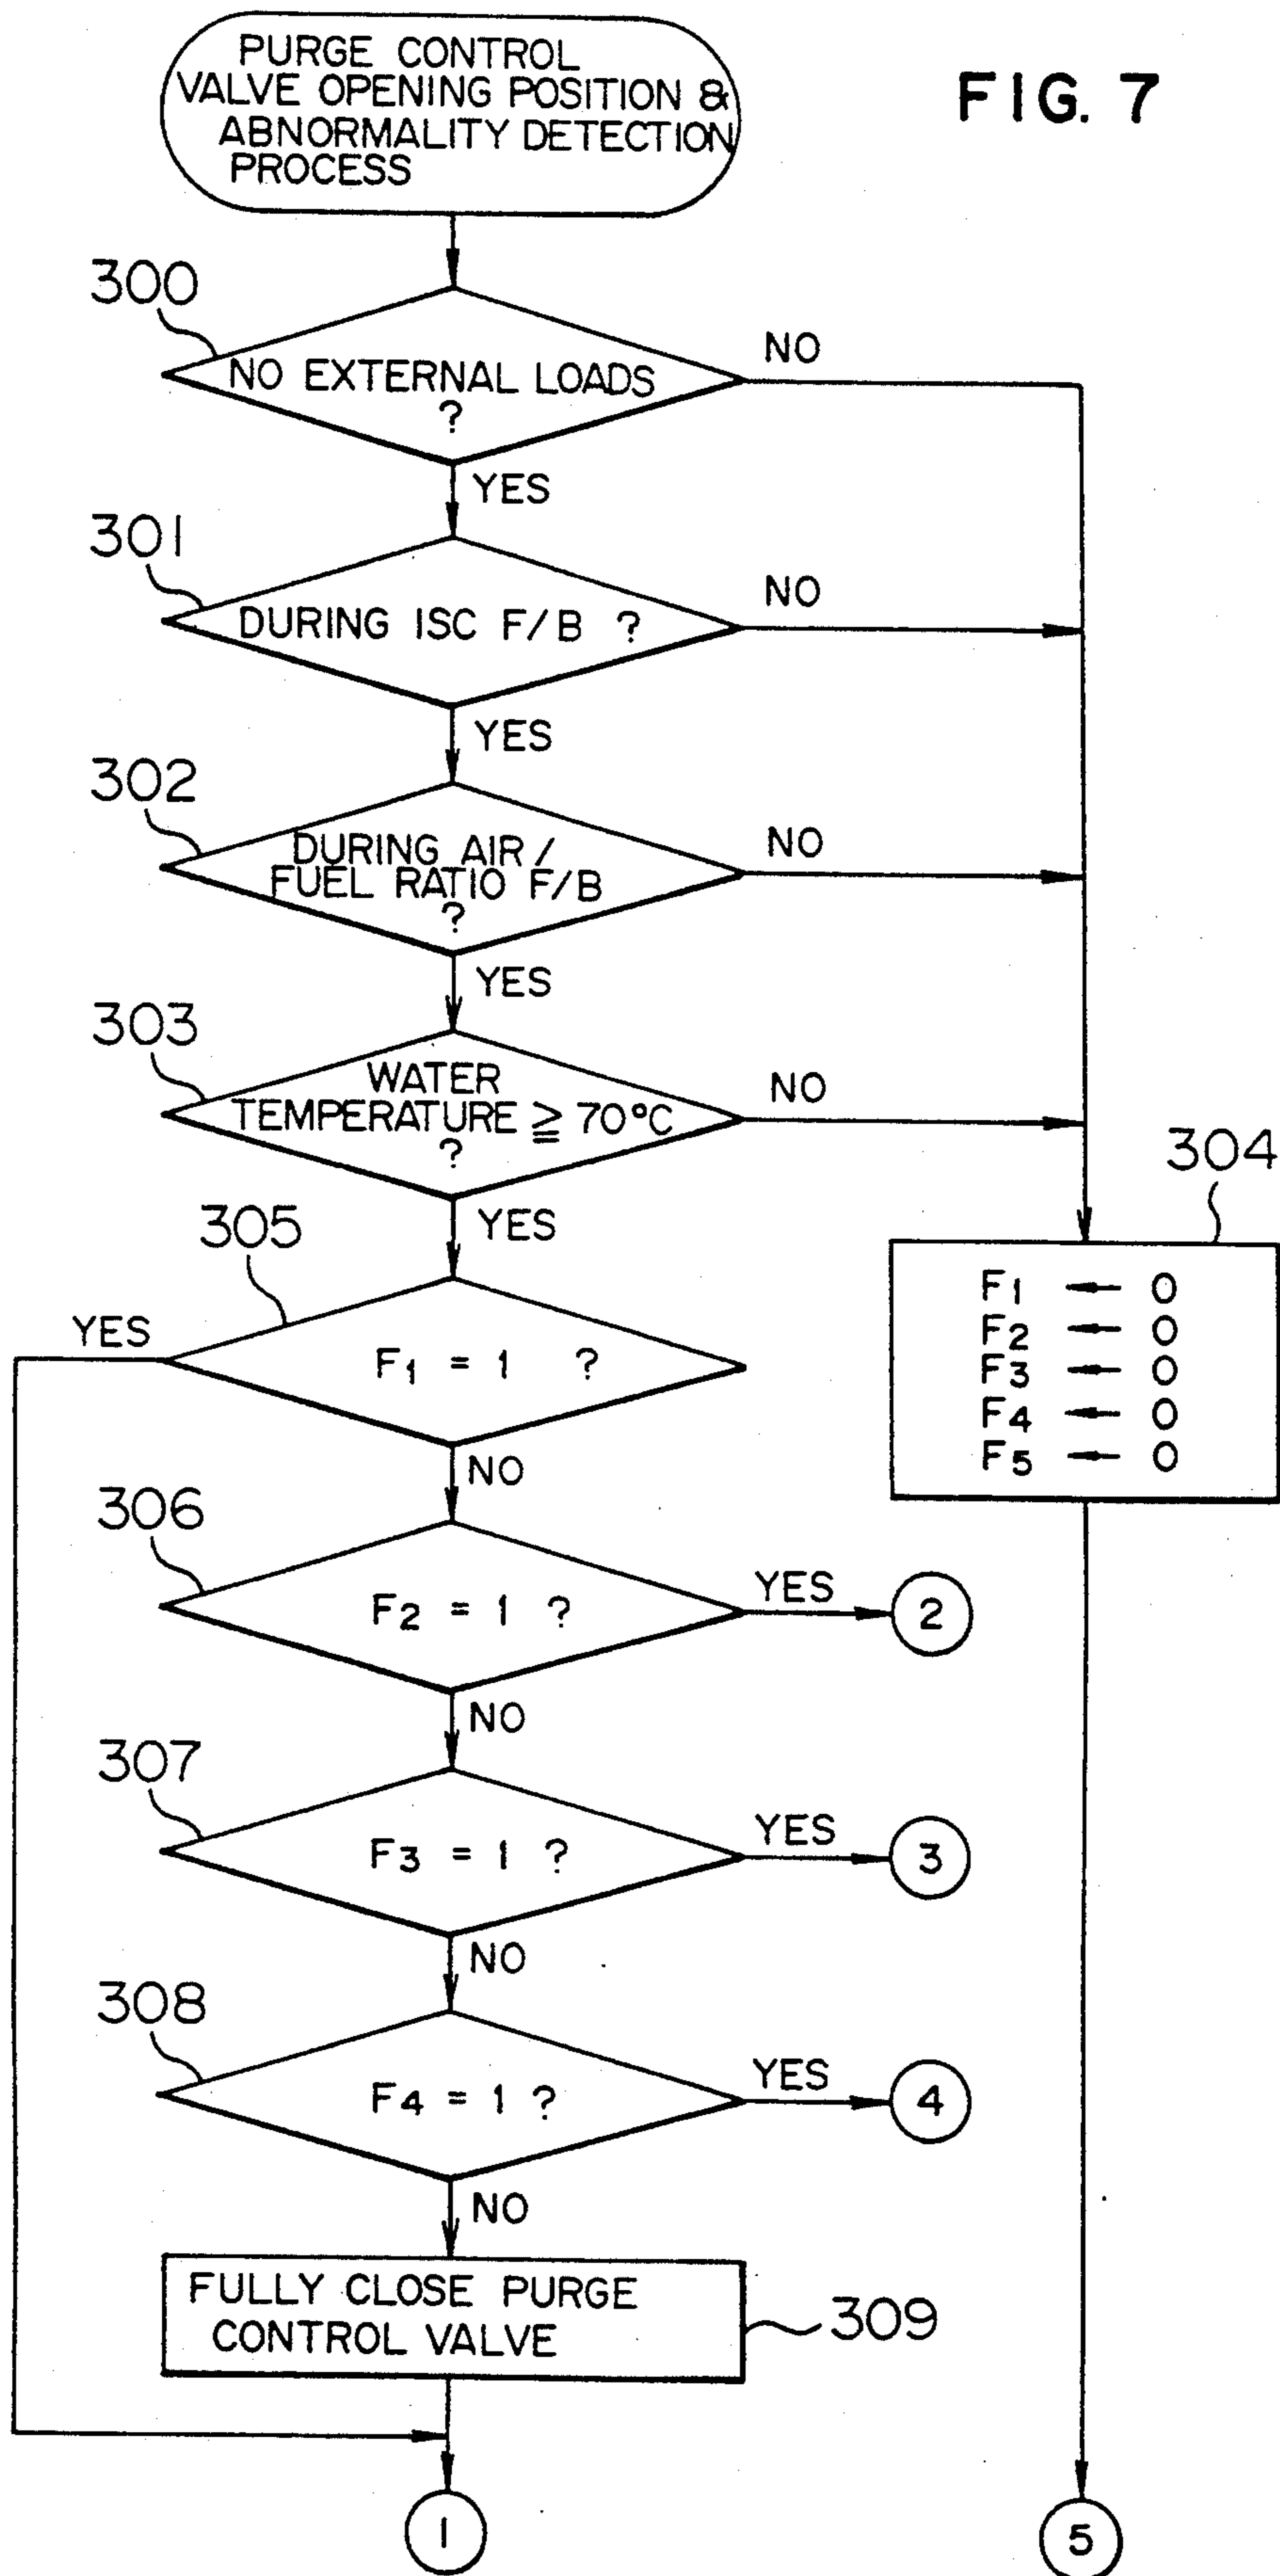 FIG. 7
PURGE CONTROL
VALVE OPENING POSITION &
ABNORMALITY DETECTION
PROCESS
300
NO EXTERNAL LOADS
?
NO
YES
301
DURING ISC F/B ?
NO
YES
302
DURING AIR/
FUEL RATIO F/B
?
NO
YES
303
WATER
TEMPERATURE ≧ 70°C
?
NO
YES
304
F1 ← 0
F2 ← 0
F3 ← 0
F4 ← 0
F5 ← 0
305
YES
F1 = 1 ?
NO
306
F2 = 1 ?
YES
2
NO
307
F3 = 1 ?
YES
3
NO
308
F4 = 1 ?
YES
4
NO
FULLY CLOSE PURGE
CONTROL VALVE
309
1
5